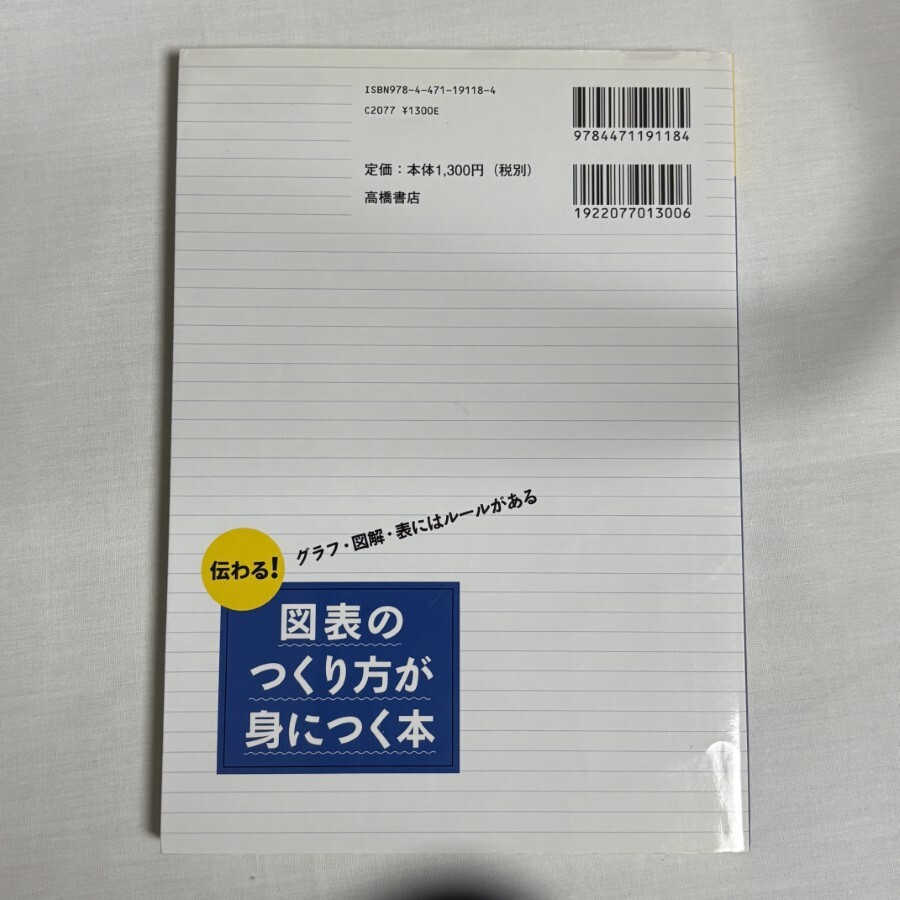 ISBN978-4-471-19118-4
C2077 ¥1300E
定価：本体1,300円（税別）
高橋書店
9784471191184
1922077013006
グラフ・図解・表にはルールがある
伝わる！
図表の
つくり方が
身につく本